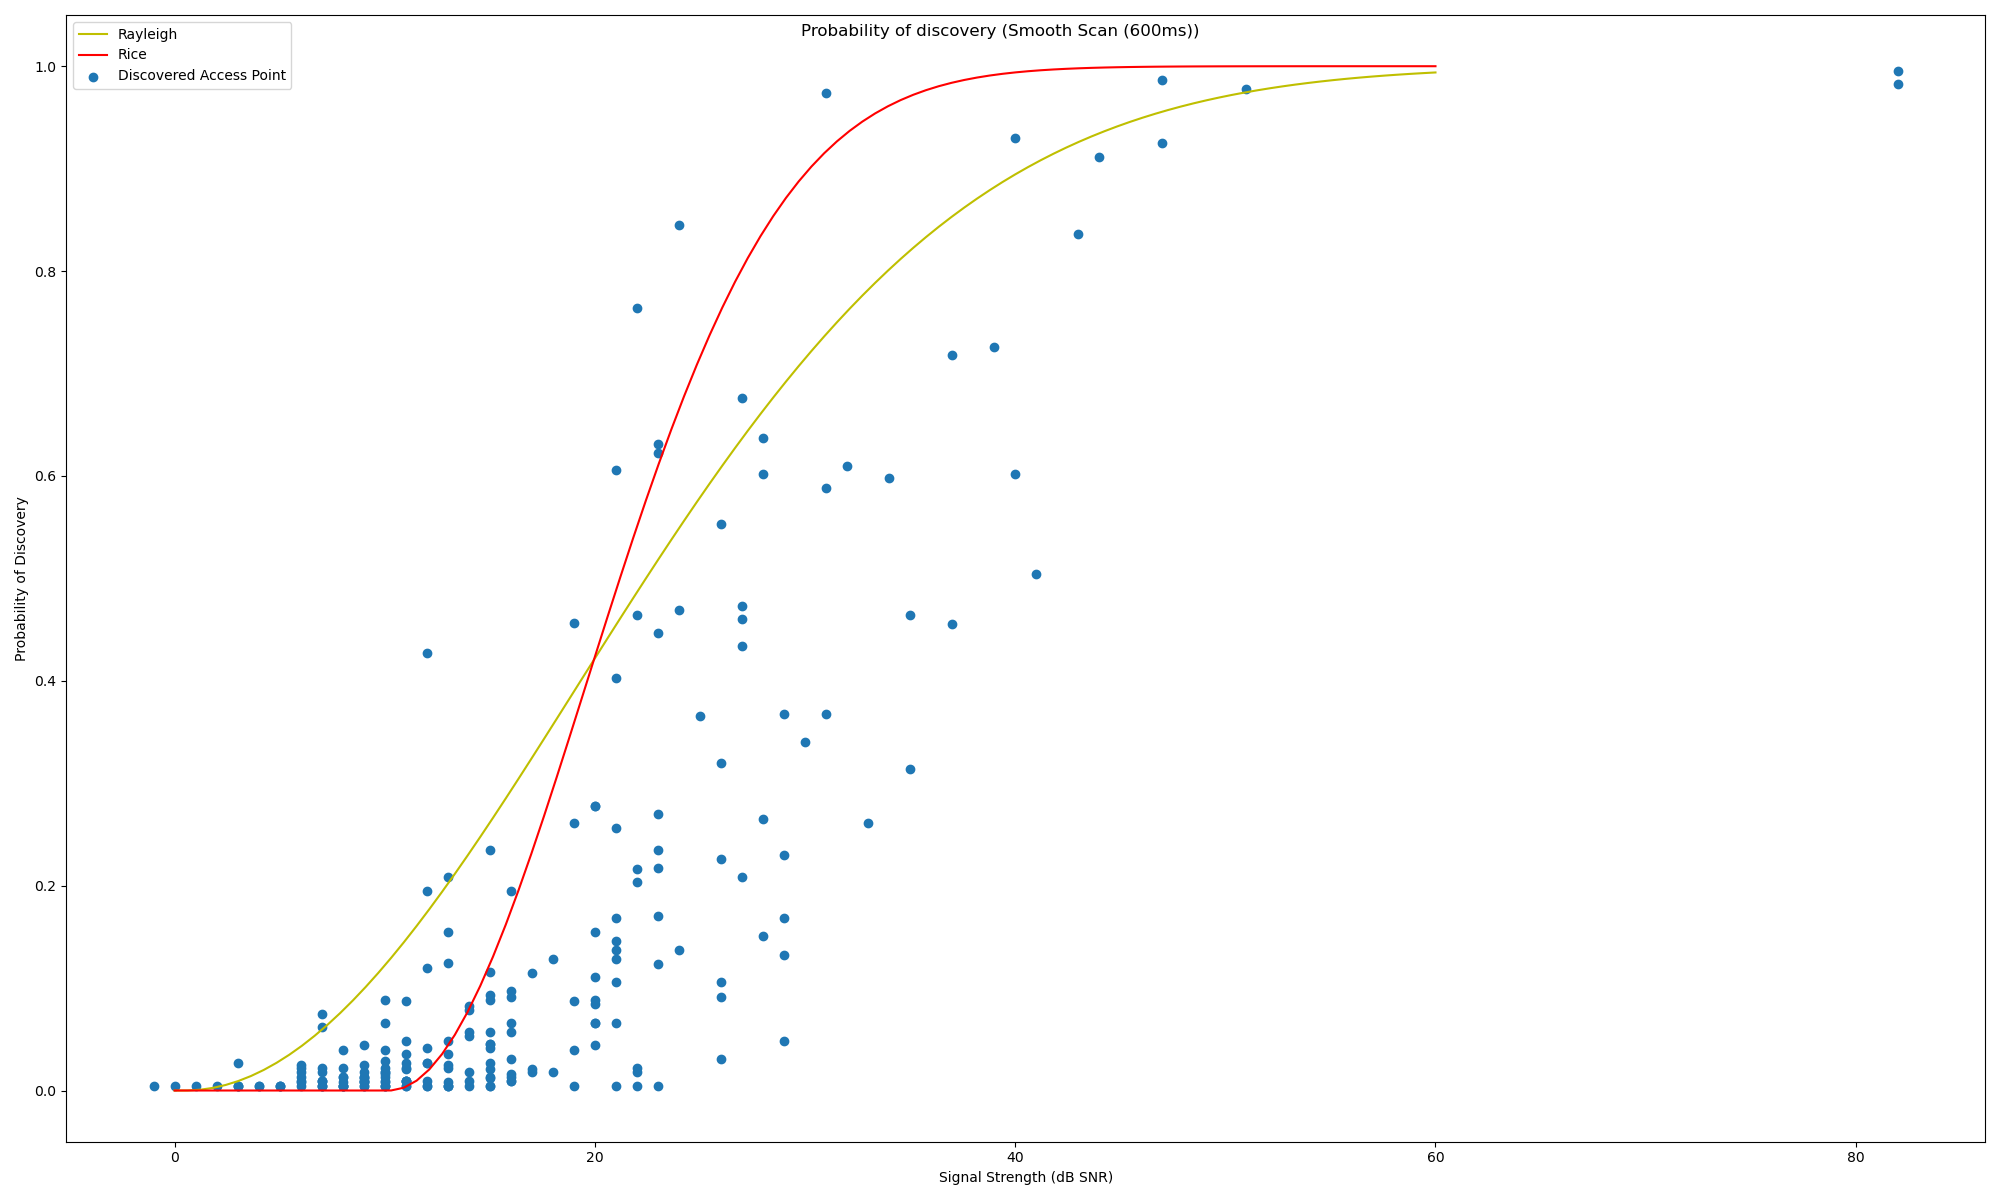 Probability of discovery (Smooth Scan (600ms))
Rayleigh
Rice
Discovered Access Point
1.0
0.8
0.6
0.4
0.2
0.0
Probability of Discovery
0 20 40 60 80
Signal Strength (dB SNR)